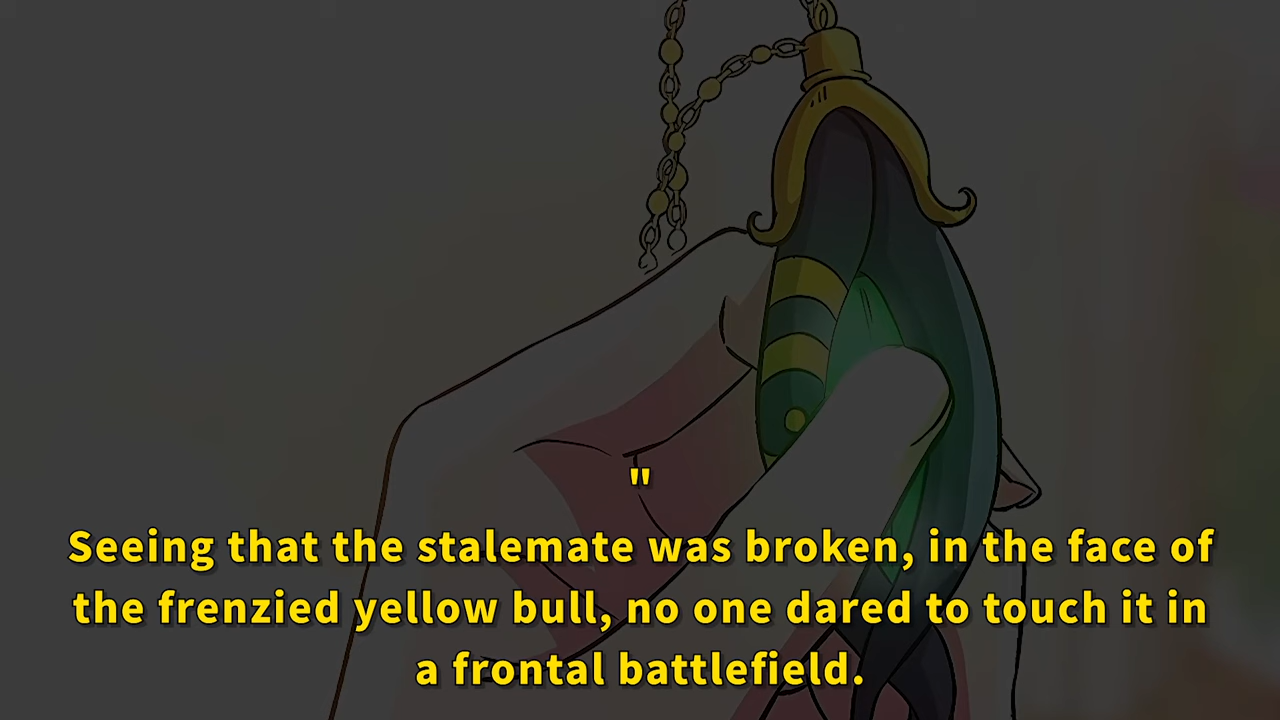 "
Seeing that the stalemate was broken, in the face of
the frenzied yellow bull, no one dared to touch it in
a frontal battlefield.